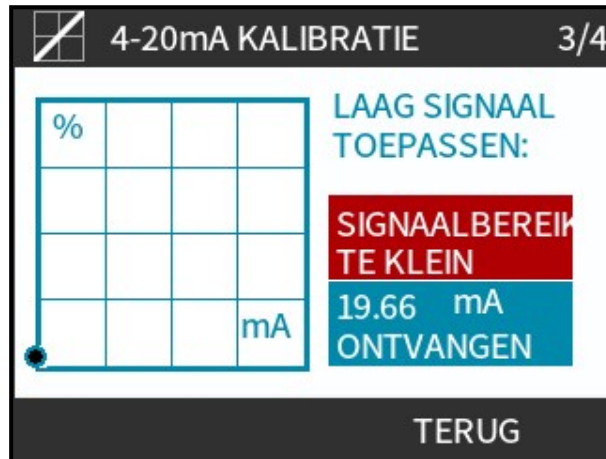 4-20mA KALIBRATIE 3/4
%
mA
LAAG SIGNAAL
TOEPASSEN:
SIGNAALBEREIK
TE KLEIN
19.66 mA
ONTVANGEN
TERUG